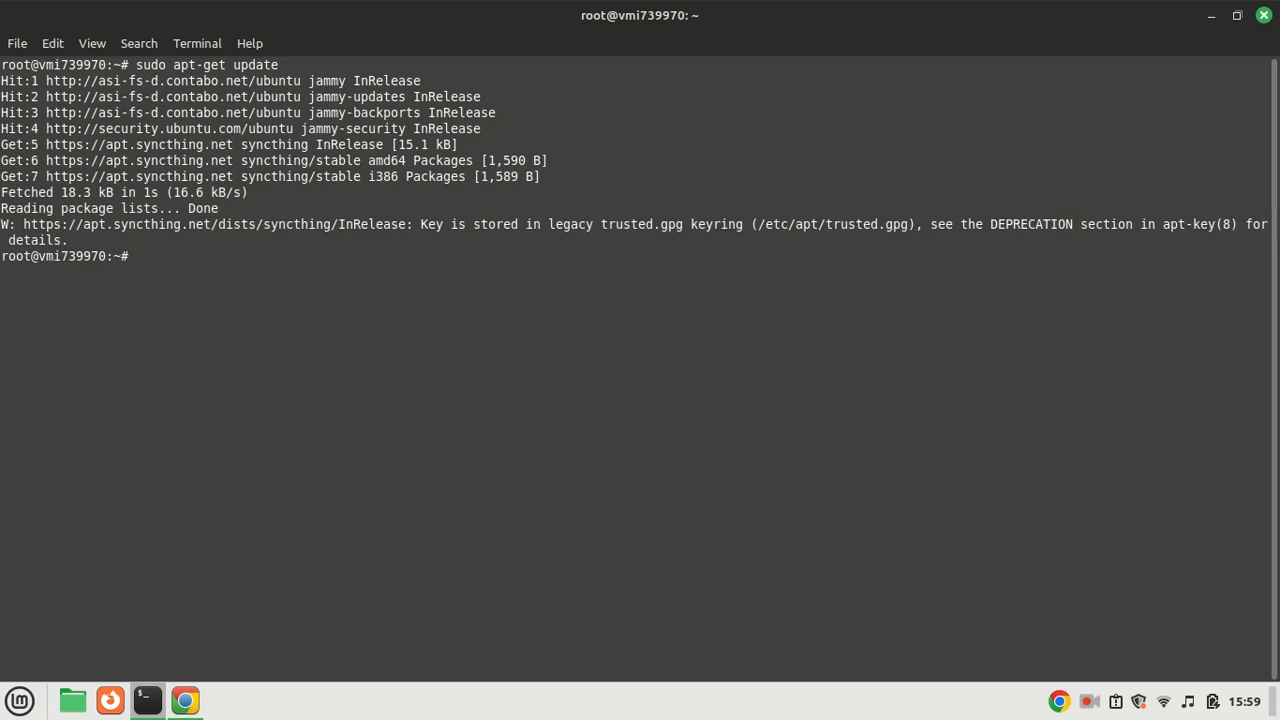 root@vmi739970: ~
File Edit View Search Terminal Help
root@vmi739970:~# sudo apt-get update
Hit:1 http://asi-fs-d.contabo.net/ubuntu jammy InRelease
Hit:2 http://asi-fs-d.contabo.net/ubuntu jammy-updates InRelease
Hit:3 http://asi-fs-d.contabo.net/ubuntu jammy-backports InRelease
Hit:4 http://security.ubuntu.com/ubuntu jammy-security InRelease
Get:5 https://apt.syncthing.net syncthing InRelease [15.1 kB]
Get:6 https://apt.syncthing.net syncthing/stable amd64 Packages [1,590 B]
Get:7 https://apt.syncthing.net syncthing/stable i386 Packages [1,589 B]
Fetched 18.3 kB in 1s (16.6 kB/s)
Reading package lists... Done
W: https://apt.syncthing.net/dists/syncthing/InRelease: Key is stored in legacy trusted.gpg keyring (/etc/apt/trusted.gpg), see the DEPRECATION section in apt-key(8) for
details.
root@vmi739970:~#
15:59